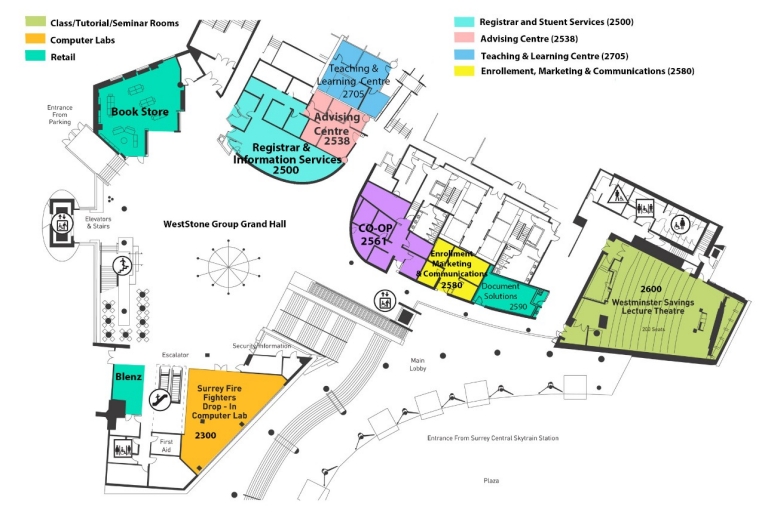 Class/Tutorial/Seminar Rooms
Computer Labs
Retail
Registrar and Stuent Services (2500)
Advising Centre (2538)
Teaching & Learning Centre (2705)
Enrollement, Marketing & Communications (2580)
Teaching &
Learning Centre
2705
Entrance
From
Parking
Book Store
Advising
Centre
2538
Registrar &
Information Services
2500
Elevators
& Stairs
WestStone Group Grand Hall
CO-OP
2561
Enrollment
Marketing
& Communications
2580
Document
Solutions
2590
2600
Westminster Savings
Lecture Theatre
202 Seats
Security/Information
Escalator
Main
Lobby
Blenz
Surrey Fire
Fighters
Drop - In
Computer Lab
2300
First
Aid
Entrance From Surrey Central Skytrain Station
Plaza